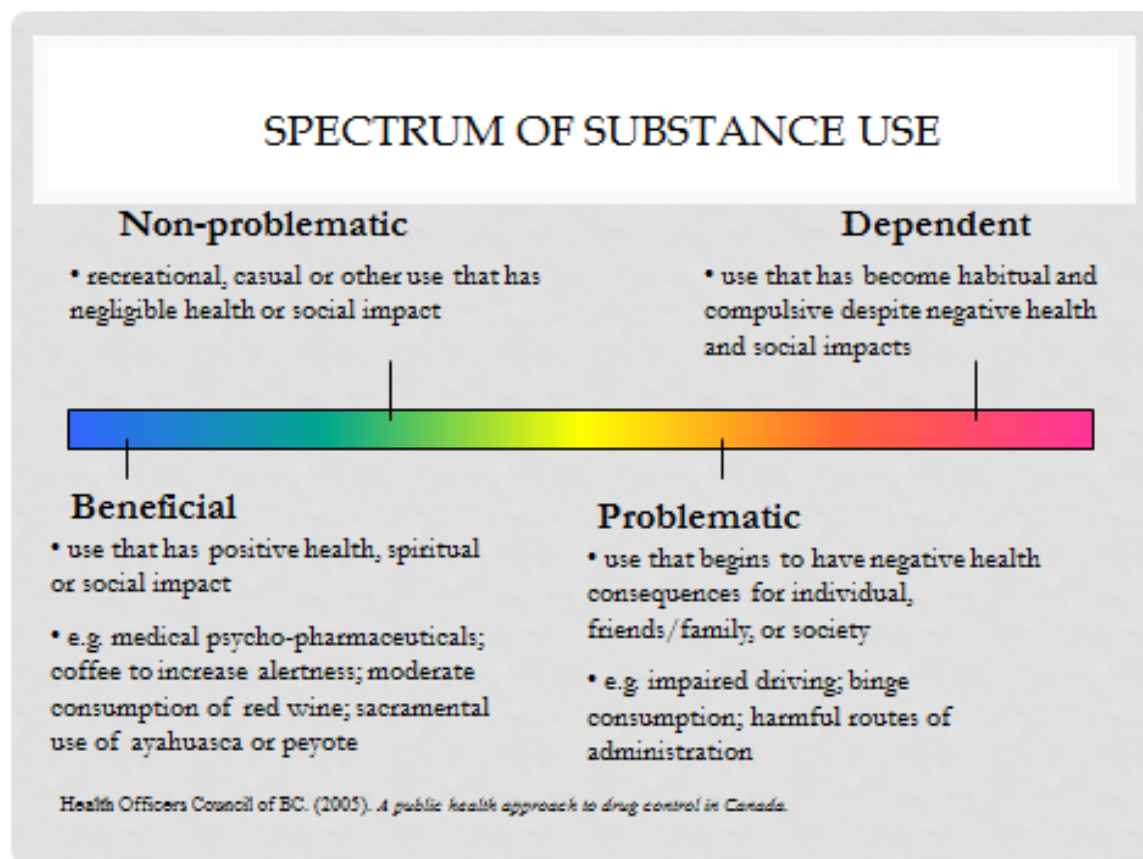 SPECTRUM OF SUBSTANCE USE
Non-problematic
• recreational, casual or other use that has
negligible health or social impact
Dependent
• use that has become habitual and
compulsive despite negative health
and social impacts
Beneficial
• use that has positive health, spiritual
or social impact
• e.g. medical psycho-pharmaceuticals;
coffee to increase alertness; moderate
consumption of red wine; sacramental
use of ayahuasca or peyote
Problematic
• use that begins to have negative health
consequences for individual,
friends/family, or society
• e.g. impaired driving; binge
consumption; harmful routes of
administration
Health Officers Council of BC. (2005). A public health approach to drug control in Canada.